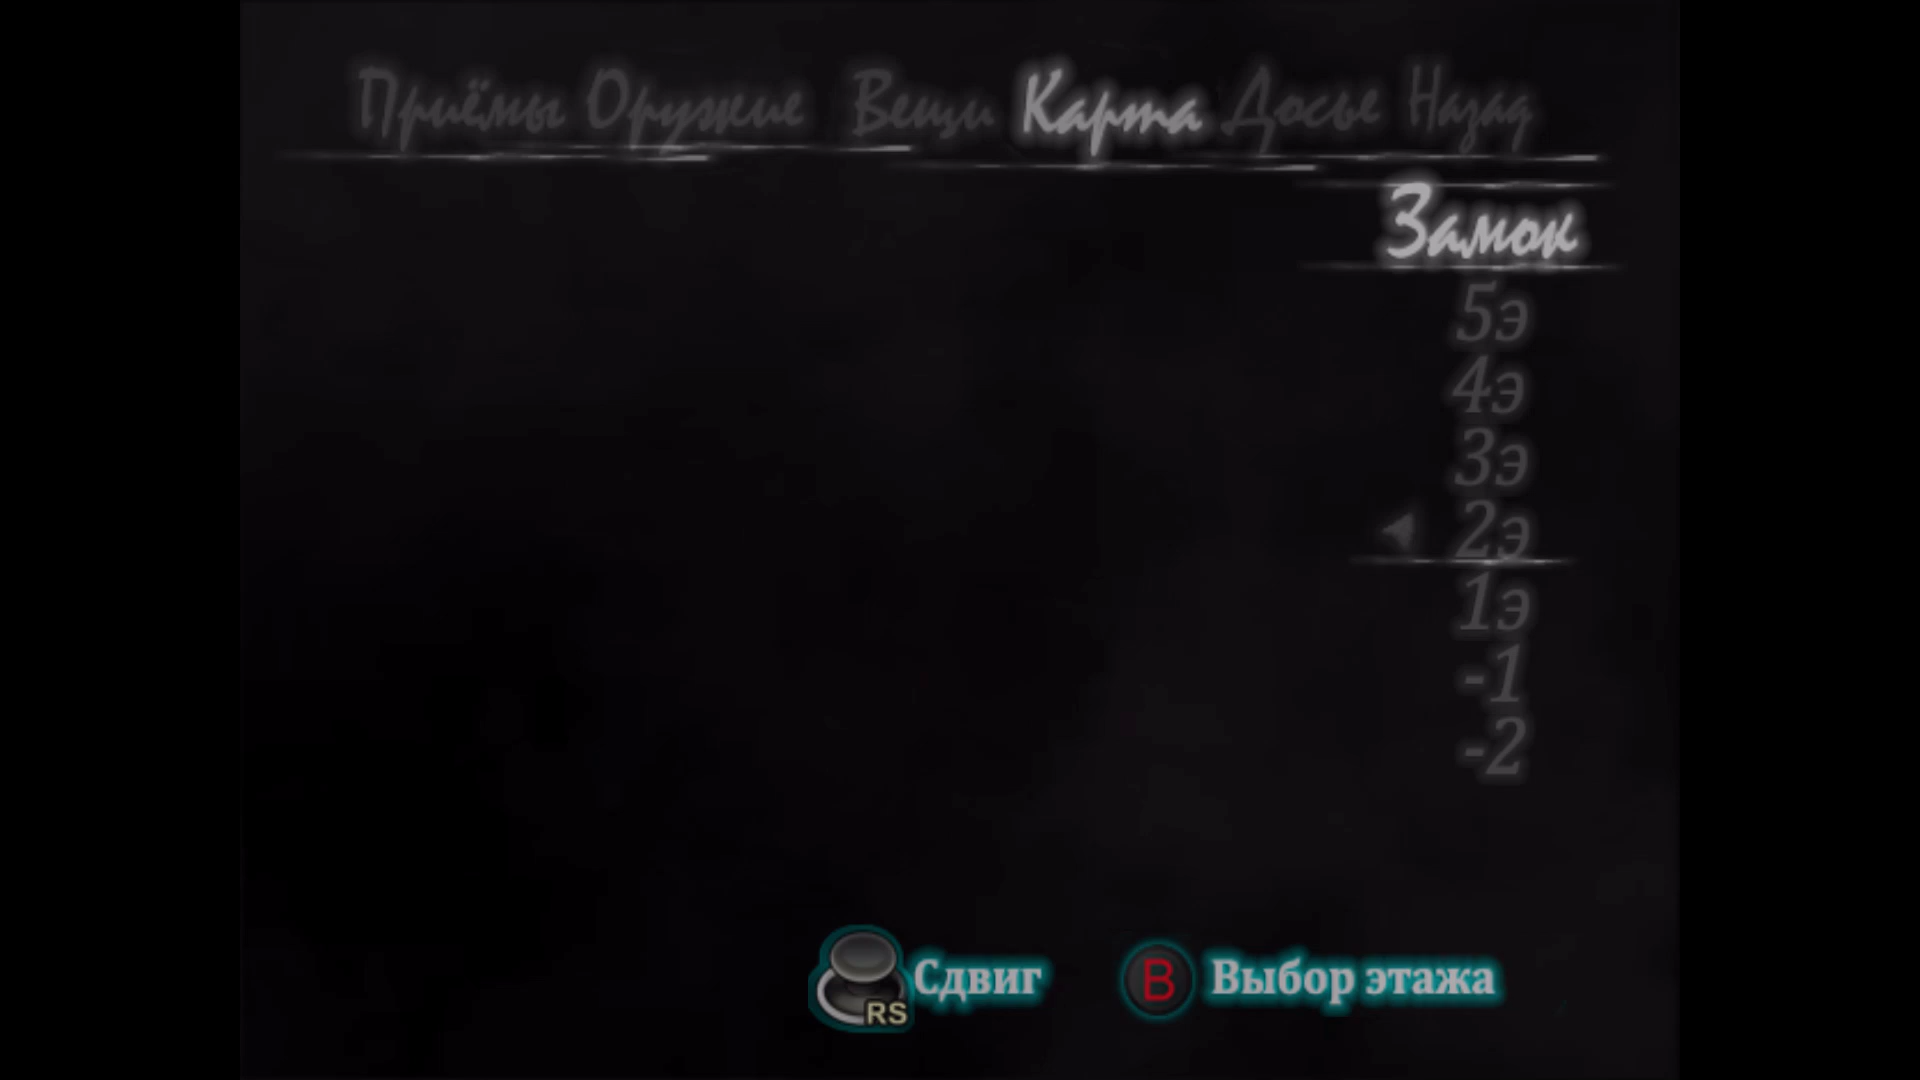 Приёмы Оружие Вещи Карта Досье Назад
Замок
5э
4э
3э
2э
1э
-1
-2
RS Сдвиг B Выбор этажа